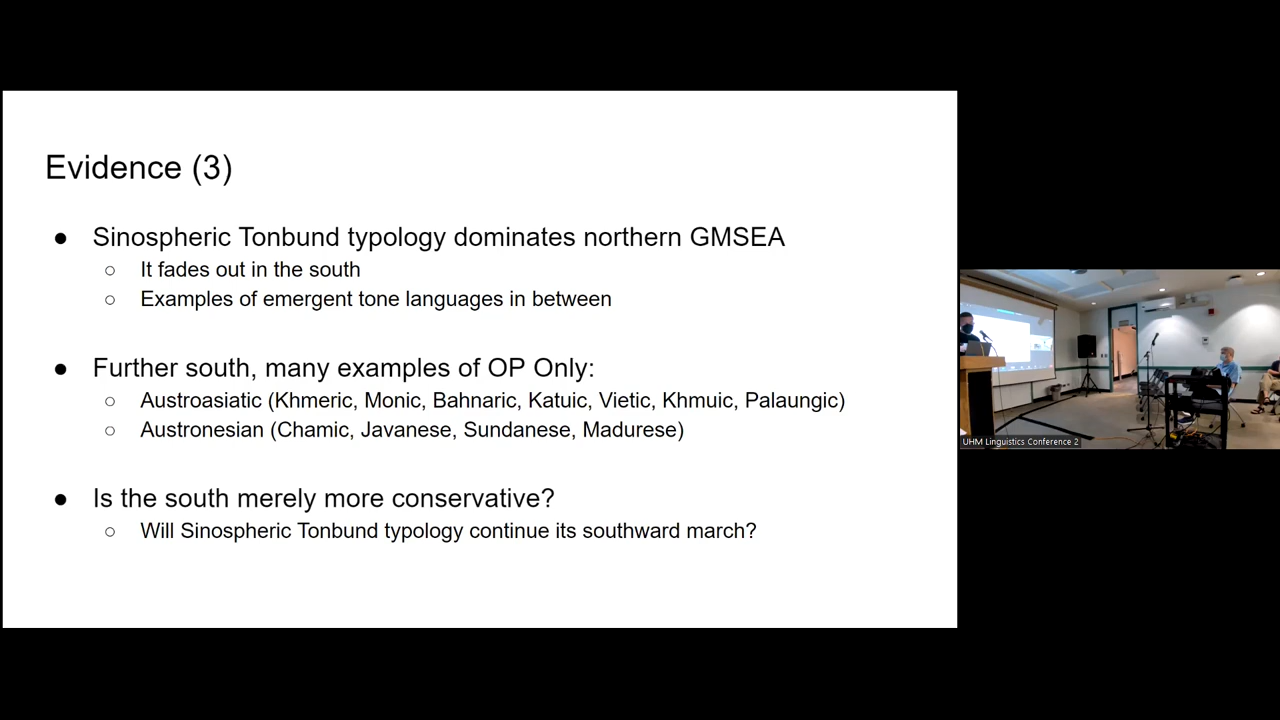 Evidence (3)
● Sinospheric Tonbund typology dominates northern GMSEA
○ It fades out in the south
○ Examples of emergent tone languages in between
● Further south, many examples of OP Only:
○ Austroasiatic (Khmeric, Monic, Bahnaric, Katuic, Vietic, Khmuic, Palaungic)
○ Austronesian (Chamic, Javanese, Sundanese, Madurese)
● Is the south merely more conservative?
○ Will Sinospheric Tonbund typology continue its southward march?
UHM Linguistics Conference 2